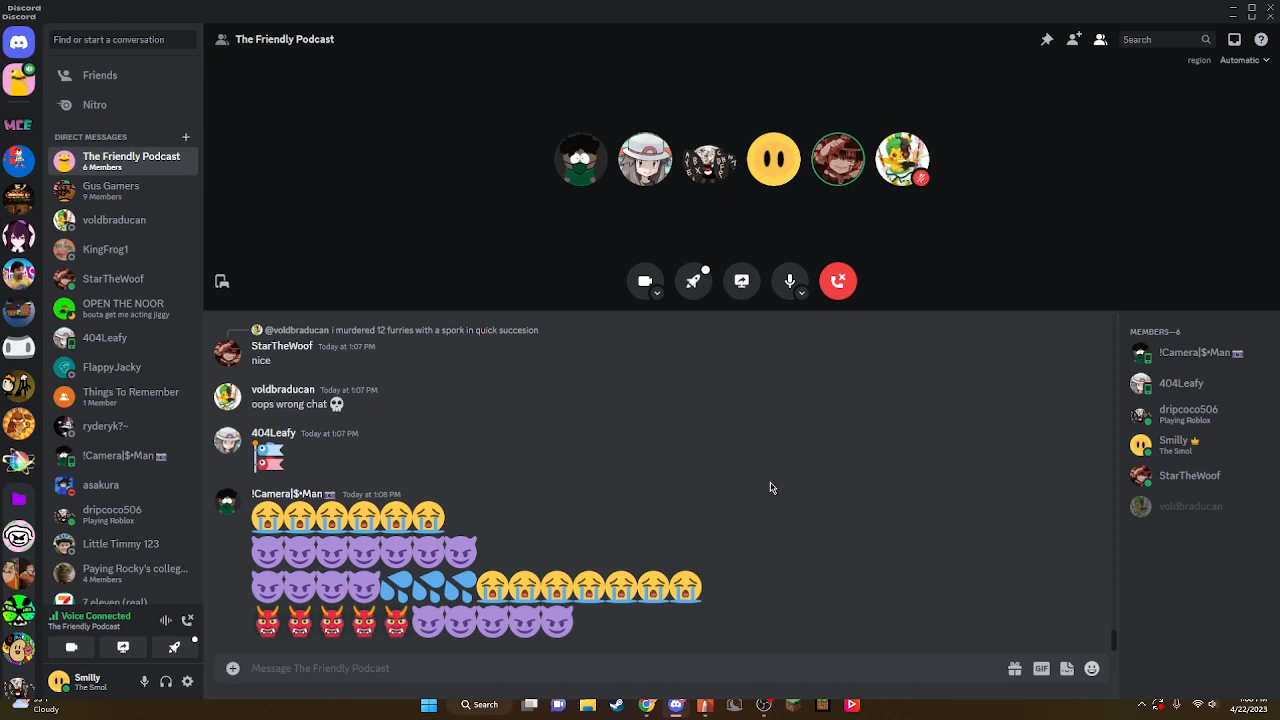 Discord
Discord
Find or start a conversation
The Friendly Podcast
Search
region Automatic
Friends
Nitro
DIRECT MESSAGES
The Friendly Podcast
6 Members
Gus Gamers
9 Members
voldbraducan
KingFrog1
StarTheWoof
OPEN THE NOOR
bouta get me acting jiggy
404Leafy
FlappyJacky
Things To Remember
1 Member
ryderyk?~
!Camera|$•Man
asakura
dripcoco506
Playing Roblox
Little Timmy 123
Paying Rocky's colleg...
7 eleven (real)
Voice Connected
The Friendly Podcast
Smilly
The Smol
@voldbraducan i murdered 12 furries with a spork in quick succesion
StarTheWoof Today at 1:07 PM
nice
voldbraducan Today at 1:07 PM
oops wrong chat
404Leafy Today at 1:07 PM
!Camera|$•Man Today at 1:08 PM
Message The Friendly Podcast
GIF
MEMBERS—6
!Camera|$•Man
404Leafy
dripcoco506
Playing Roblox
Smilly
The Smol
StarTheWoof
voldbraducan
Cloudy
Search
4/22/2023